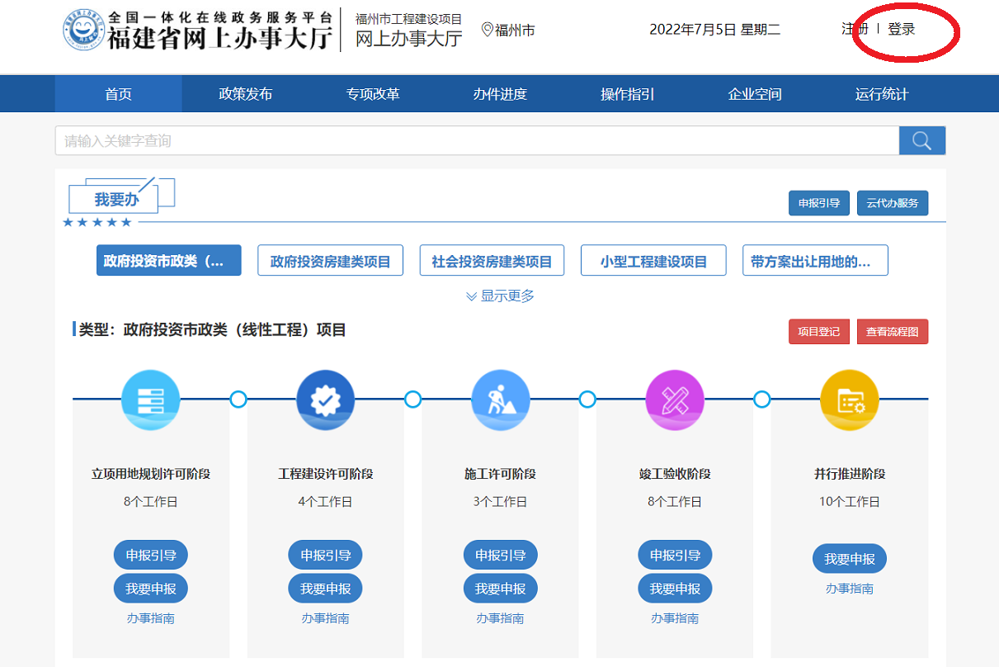 全国一体化在线政务服务平台
福建省网上办事大厅
福州市工程建设项目
网上办事大厅
福州市
2022年7月5日 星期二
注册 | 登录
首页 政策发布 专项改革 办件进度 操作指引 企业空间 运行统计
请输入关键字查询
我要办
申报引导 云代办服务
政府投资市政类（... 政府投资房建类项目 社会投资房建类项目 小型工程建设项目 带方案出让用地的...
显示更多
类型：政府投资市政类（线性工程）项目
项目登记 查看流程图
立项用地规划许可阶段 工程建设许可阶段 施工许可阶段 竣工验收阶段 并行推进阶段
8个工作日 4个工作日 3个工作日 8个工作日 10个工作日
申报引导 申报引导 申报引导 申报引导
我要申报 我要申报 我要申报 我要申报 我要申报
办事指南 办事指南 办事指南 办事指南 办事指南